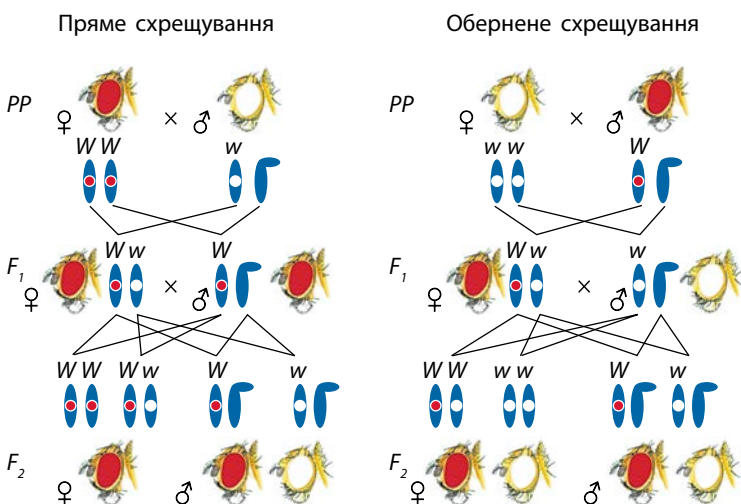 Пряме схрещування Обернене схрещування
PP ♀ × ♂ PP ♀ × ♂
W W w w w W
F₁ ♀ W w × ♂ W F₁ ♀ W w × ♂ w
W W W w W w W W w w W w
F₂ ♀ ♂ F₂ ♀ ♂